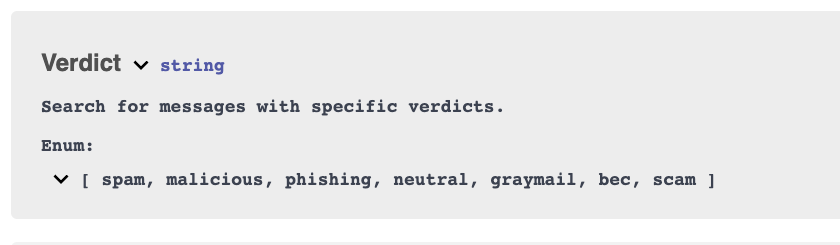 Verdict string
Search for messages with specific verdicts.
Enum:
[ spam, malicious, phishing, neutral, graymail, bec, scam ]